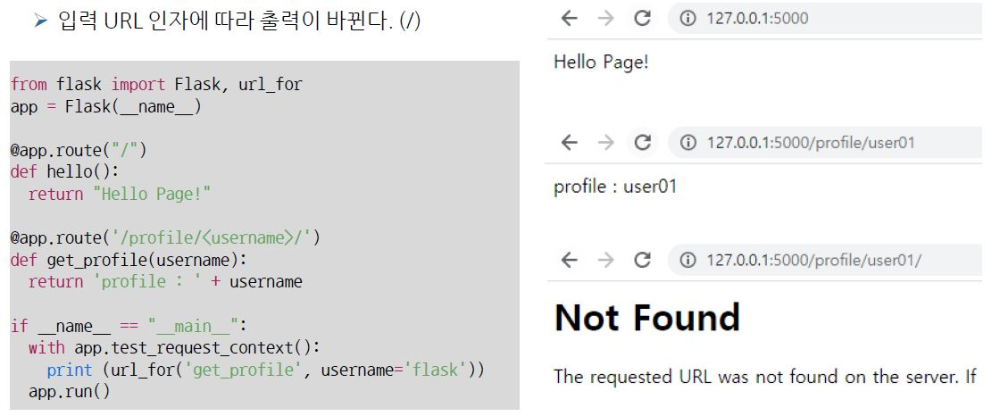 ➢ 입력 URL 인자에 따라 출력이 바뀐다. (/)
from flask import Flask, url_for
app = Flask(__name__)
@app.route("/")
def hello():
  return "Hello Page!"
@app.route('/profile/<username>/')
def get_profile(username):
  return 'profile : ' + username
if __name__ == "__main__":
  with app.test_request_context():
    print (url_for('get_profile', username='flask'))
  app.run()
127.0.0.1:5000
Hello Page!
127.0.0.1:5000/profile/user01
profile : user01
127.0.0.1:5000/profile/user01/
Not Found
The requested URL was not found on the server. If